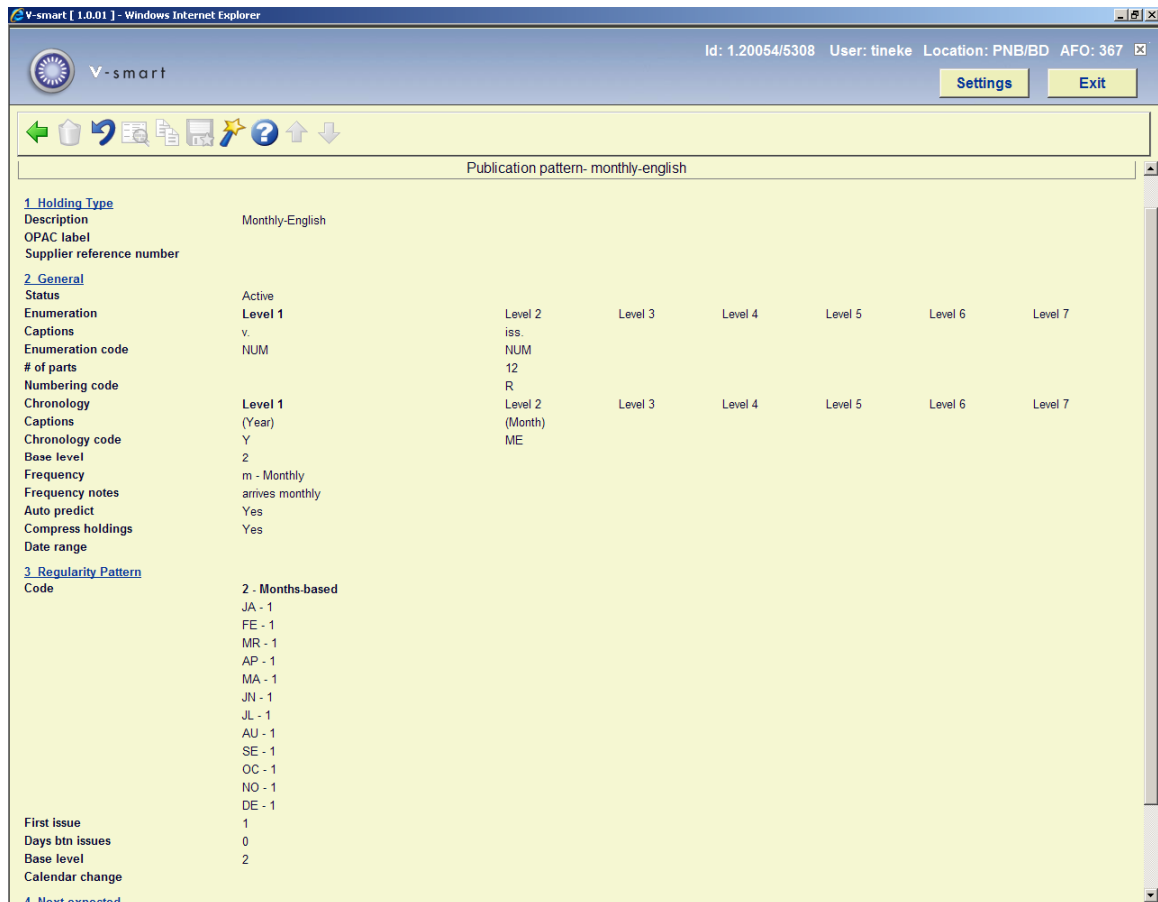 V-smart [ 1.0.01 ] - Windows Internet Explorer
Id: 1.20054/5308 User: tineke Location: PNB/BD AFO: 367
V-smart
Settings Exit
Publication pattern- monthly-english
1 Holding Type
Description Monthly-English
OPAC label
Supplier reference number
2 General
Status Active
Enumeration Level 1 Level 2 Level 3 Level 4 Level 5 Level 6 Level 7
Captions v. iss.
Enumeration code NUM NUM
# of parts 12
Numbering code R
Chronology Level 1 Level 2 Level 3 Level 4 Level 5 Level 6 Level 7
Captions (Year) (Month)
Chronology code Y ME
Base level 2
Frequency m - Monthly
Frequency notes arrives monthly
Auto predict Yes
Compress holdings Yes
Date range
3 Regularity Pattern
Code 2 - Months-based
JA - 1
FE - 1
MR - 1
AP - 1
MA - 1
JN - 1
JL - 1
AU - 1
SE - 1
OC - 1
NO - 1
DE - 1
First issue 1
Days btn issues 0
Base level 2
Calendar change
4 Next expected